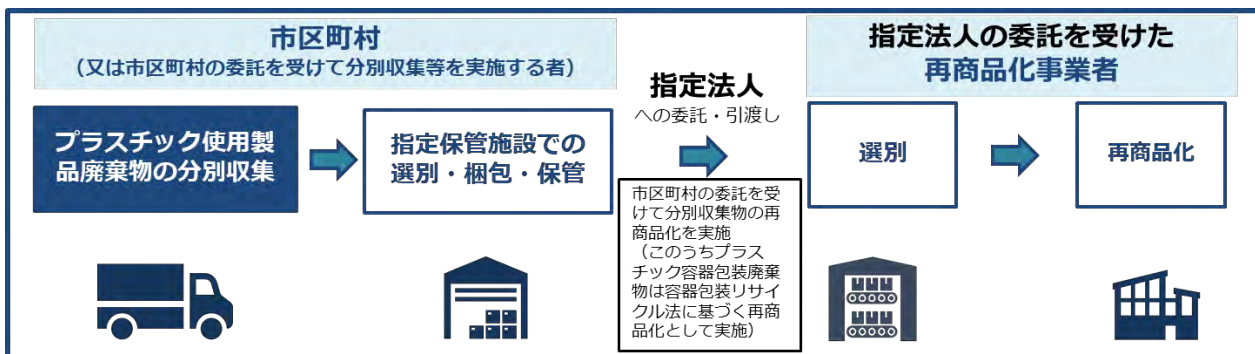 市区町村
（又は市区町村の委託を受けて分別収集等を実施する者）
プラスチック使用製
品廃棄物の分別収集
指定保管施設での
選別・梱包・保管
指定法人
への委託・引渡し
市区町村の委託を受
けて分別収集物の再
商品化を実施
（このうちプラス
チック容器包装廃棄
物は容器包装リサイ
クル法に基づく再商
品化として実施）
指定法人の委託を受けた
再商品化事業者
選別
再商品化